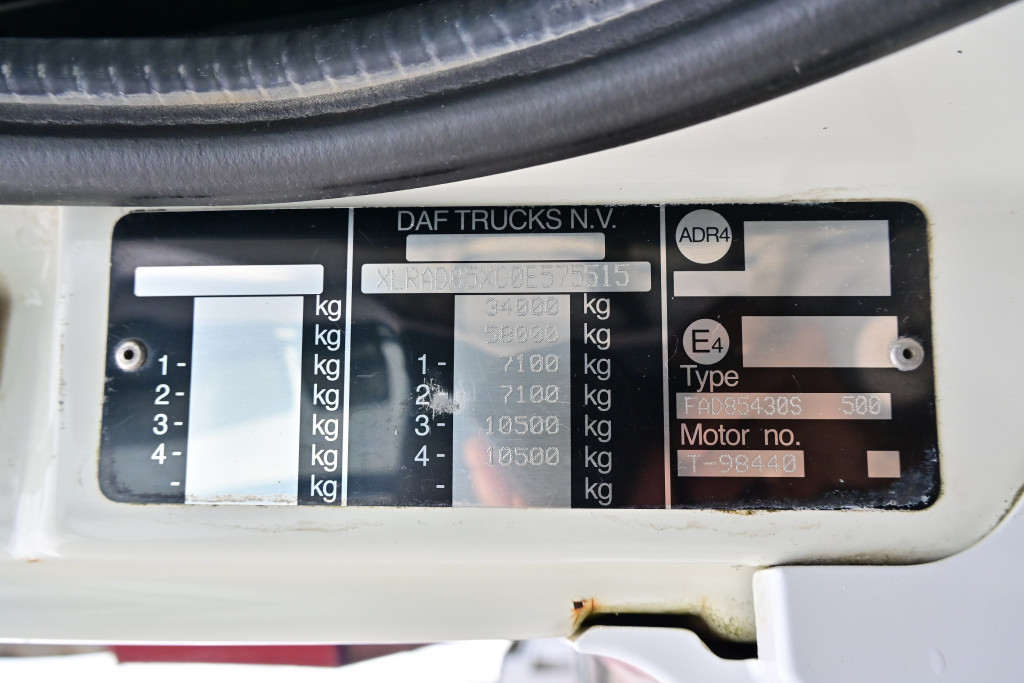 kg
kg
1- kg
2- kg
3- kg
4- kg
- kg
DAF TRUCKS N.V.
XLRAD85XC0E575515
34000 kg
58000 kg
1- 7100 kg
2- 7100 kg
3- 10500 kg
4- 10500 kg
- kg
ADR4
E4
Type
FAD85430S 500
Motor no.
T-98440